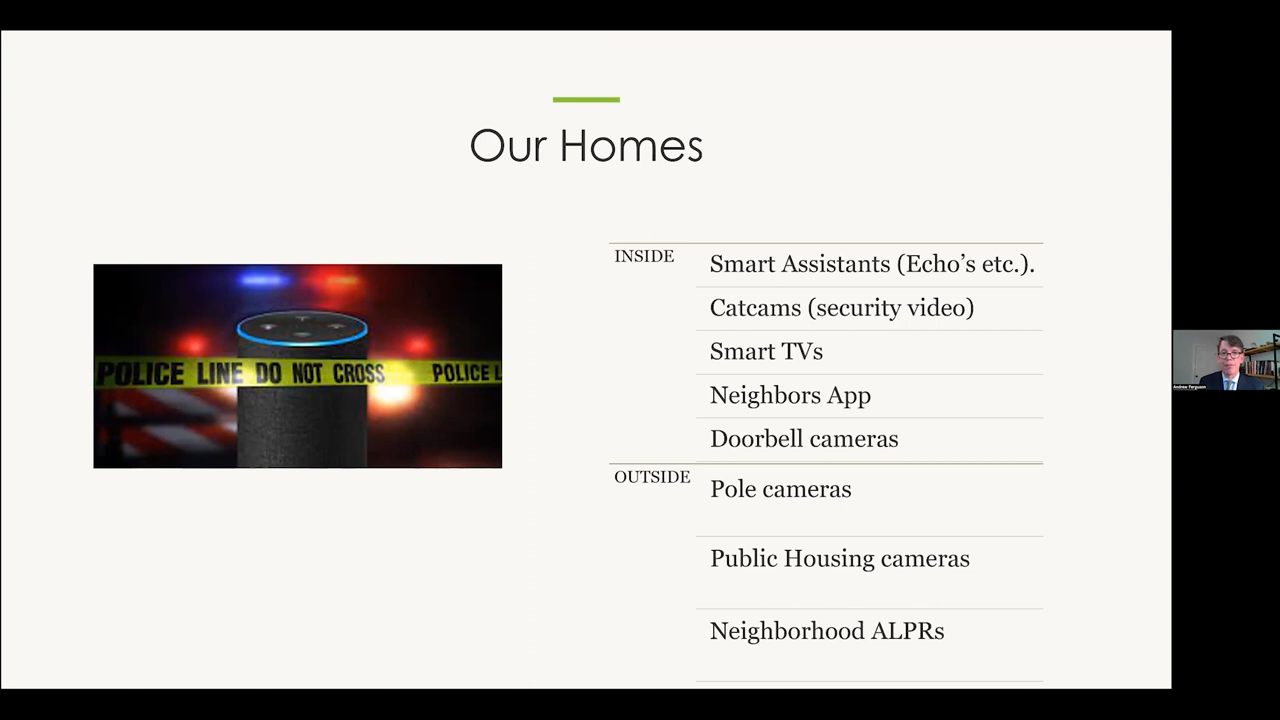 Our Homes
POLICE LINE DO NOT CROSS POLICE L
INSIDE
Smart Assistants (Echo's etc.).
Catcams (security video)
Smart TVs
Neighbors App
Doorbell cameras
OUTSIDE
Pole cameras
Public Housing cameras
Neighborhood ALPRs
Andrew Ferguson